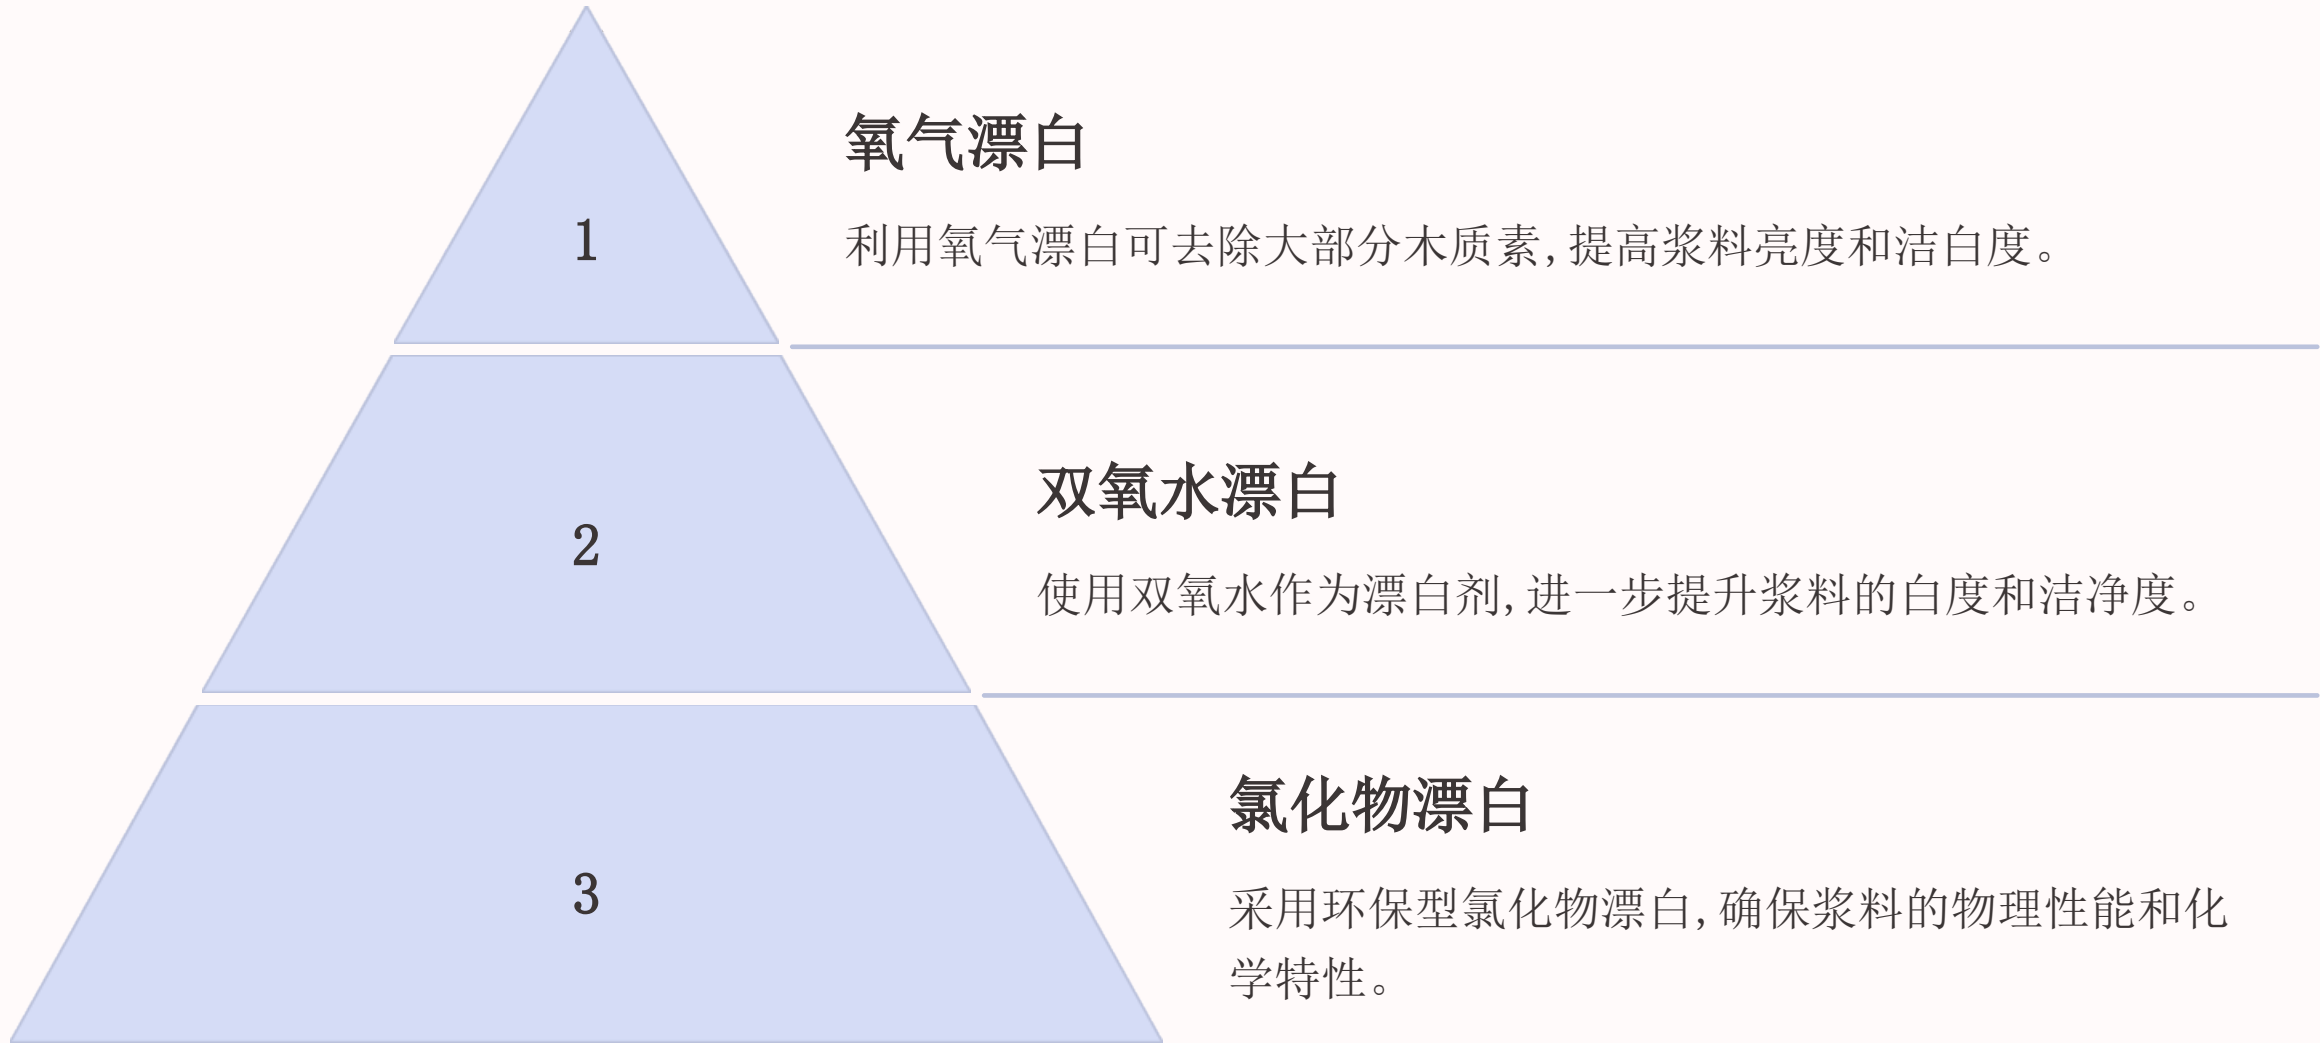 1
氧气漂白
利用氧气漂白可去除大部分木质素,提高浆料亮度和洁白度。
2
双氧水漂白
使用双氧水作为漂白剂,进一步提升浆料的白度和洁净度。
3
氯化物漂白
采用环保型氯化物漂白,确保浆料的物理性能和化
学特性。